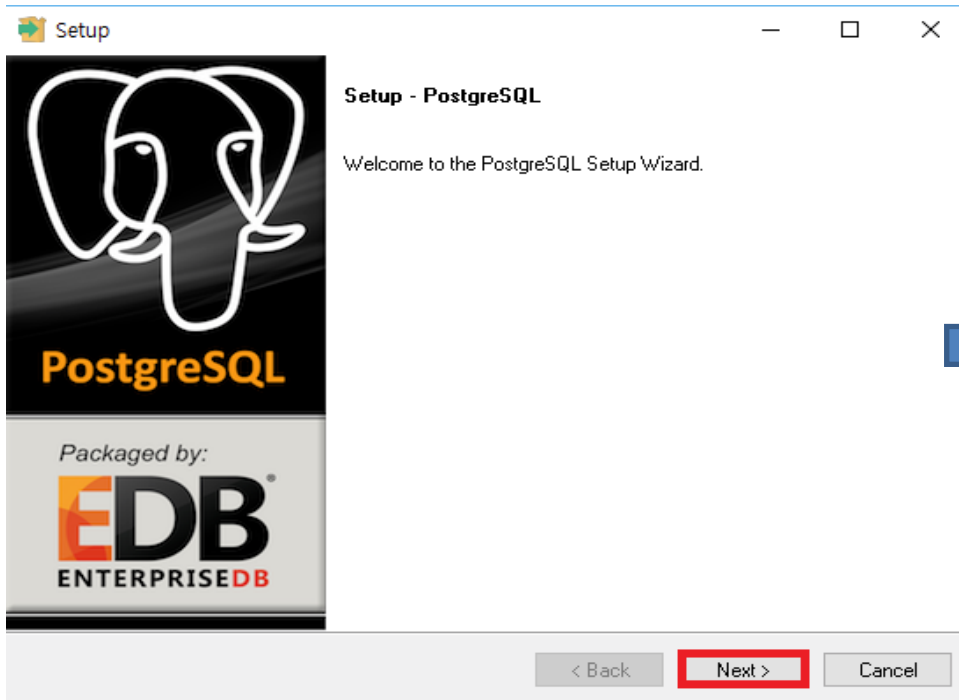 Setup
Setup - PostgreSQL
Welcome to the PostgreSQL Setup Wizard.
PostgreSQL
Packaged by:
EDB®
ENTERPRISEDB
< Back
Next >
Cancel